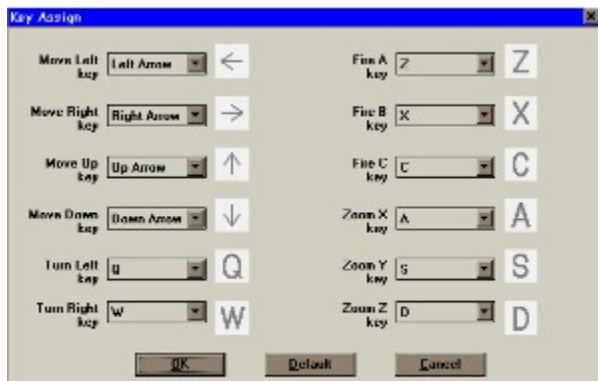 Key Assign
Move Left key Left Arrow ←
Fire A key Z Z
Move Right key Right Arrow →
Fire B key X X
Move Up key Up Arrow ↑
Fire C key C C
Move Down key Down Arrow ↓
Zoom X key A A
Turn Left key Q Q
Zoom Y key S S
Turn Right key W W
Zoom Z key D D
OK Default Cancel